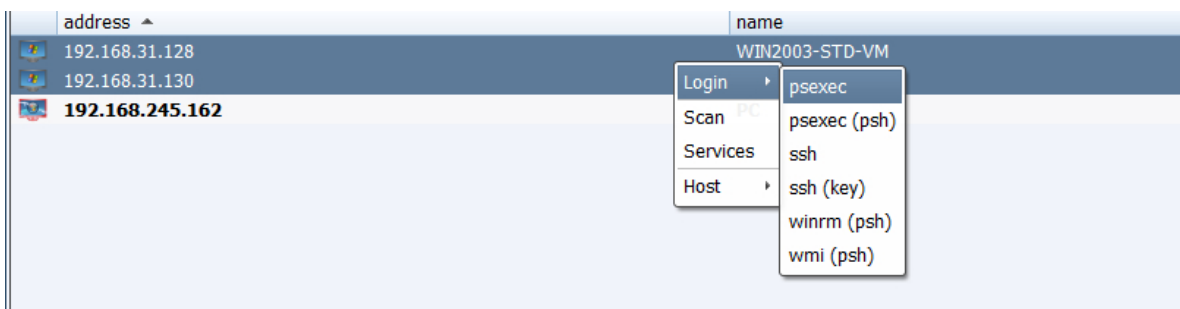 address name
192.168.31.128 WIN2003-STD-VM
192.168.31.130
192.168.245.162 PC
Login
Scan
Services
Host
psexec
psexec (psh)
ssh
ssh (key)
winrm (psh)
wmi (psh)